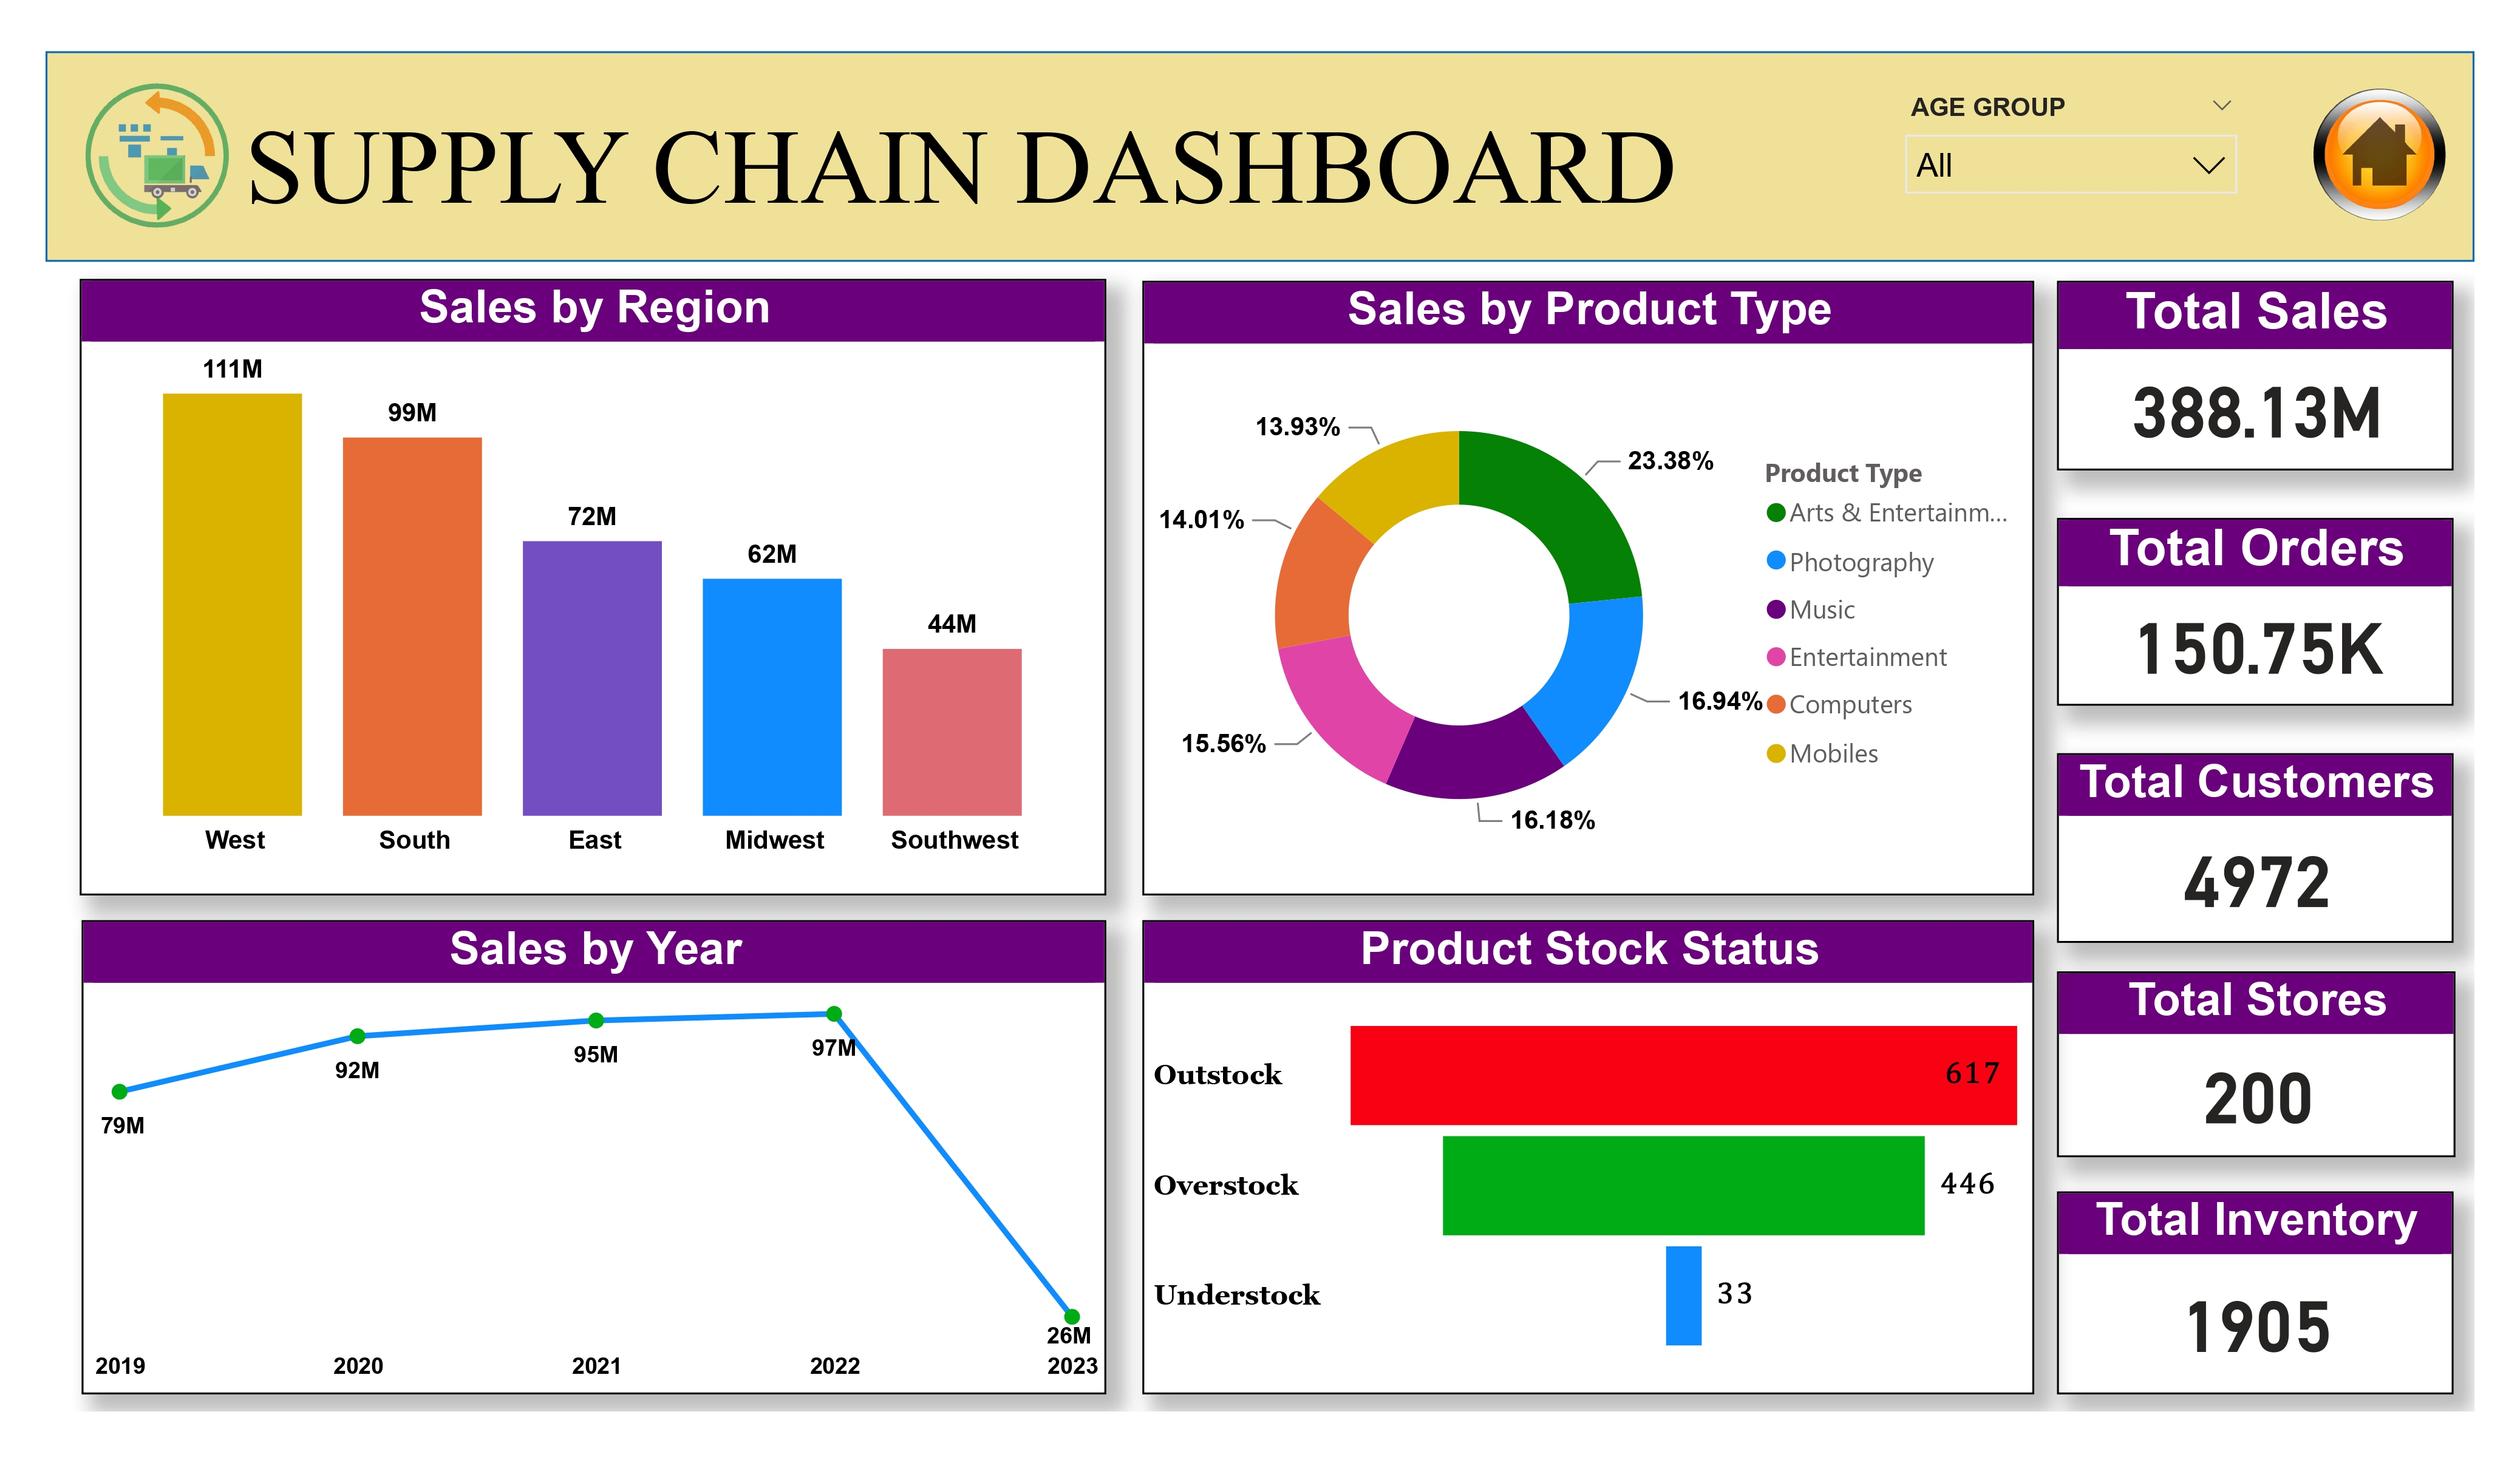 SUPPLY CHAIN DASHBOARD
AGE GROUP
All
Sales by Region
111M
99M
72M
62M
44M
West
South
East
Midwest
Southwest
Sales by Product Type
13.93%
23.38%
14.01%
16.94%
15.56%
16.18%
Product Type
Arts & Entertainm...
Photography
Music
Entertainment
Computers
Mobiles
Total Sales
388.13M
Total Orders
150.75K
Total Customers
4972
Sales by Year
79M
92M
95M
97M
26M
2019
2020
2021
2022
2023
Product Stock Status
Outstock
617
Overstock
446
Understock
33
Total Stores
200
Total Inventory
1905